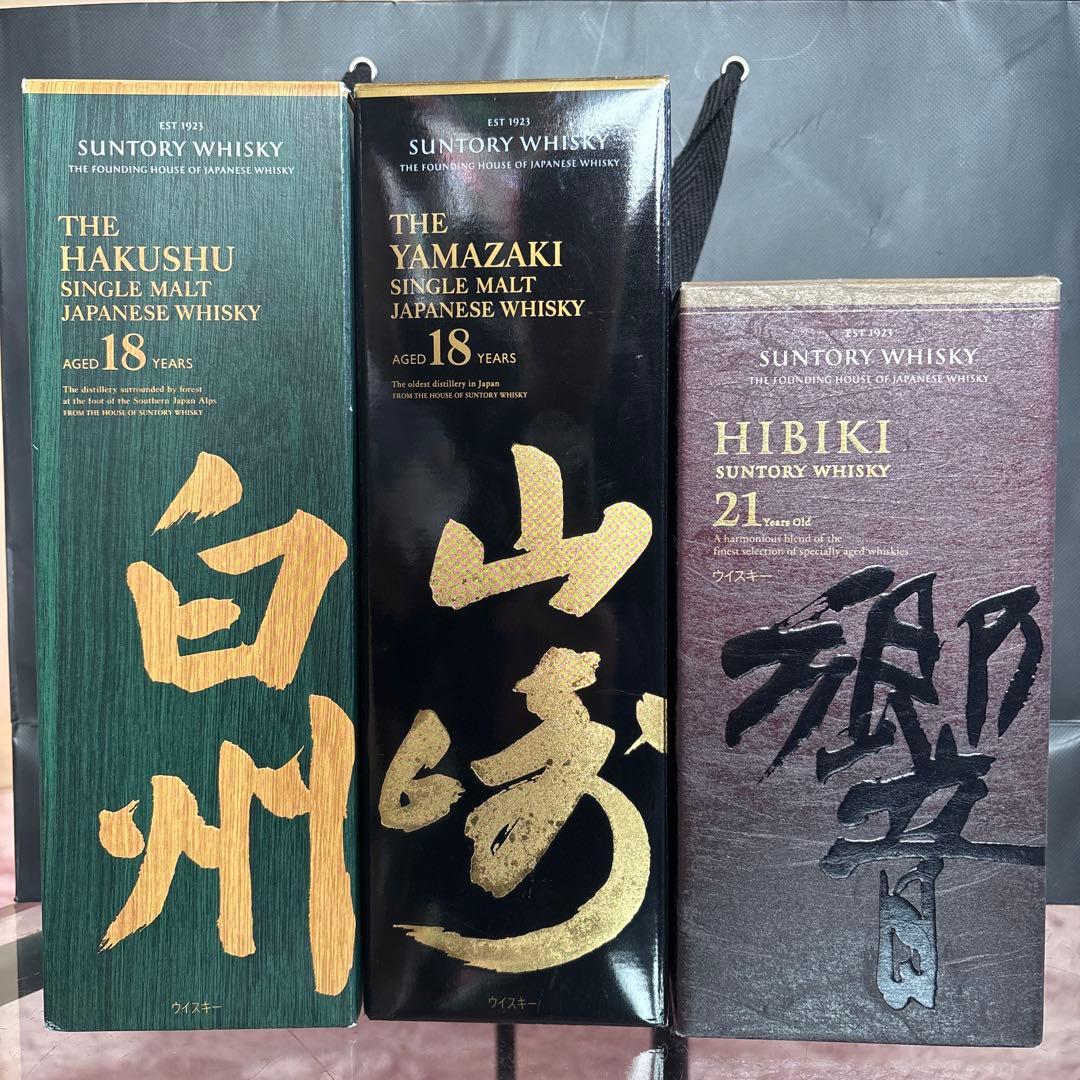 EST 1923
SUNTORY WHISKY
THE FOUNDING HOUSE OF JAPANESE WHISKY
THE
HAKUSHU
SINGLE MALT
JAPANESE WHISKY
AGED 18 YEARS
The distillery surrounded by forest
at the foot of the Southern Japan Alps
FROM THE HOUSE OF SUNTORY WHISKY
白州
ウイスキー
EST 1923
SUNTORY WHISKY
THE FOUNDING HOUSE OF JAPANESE WHISKY
THE
YAMAZAKI
SINGLE MALT
JAPANESE WHISKY
AGED 18 YEARS
The oldest distillery in Japan
FROM THE HOUSE OF SUNTORY WHISKY
山崎
ウイスキー
EST 1923
SUNTORY WHISKY
THE FOUNDING HOUSE OF JAPANESE WHISKY
HIBIKI
SUNTORY WHISKY
21 Years Old
A harmonious blend of the
finest selection of specially aged whiskies
ウイスキー
響